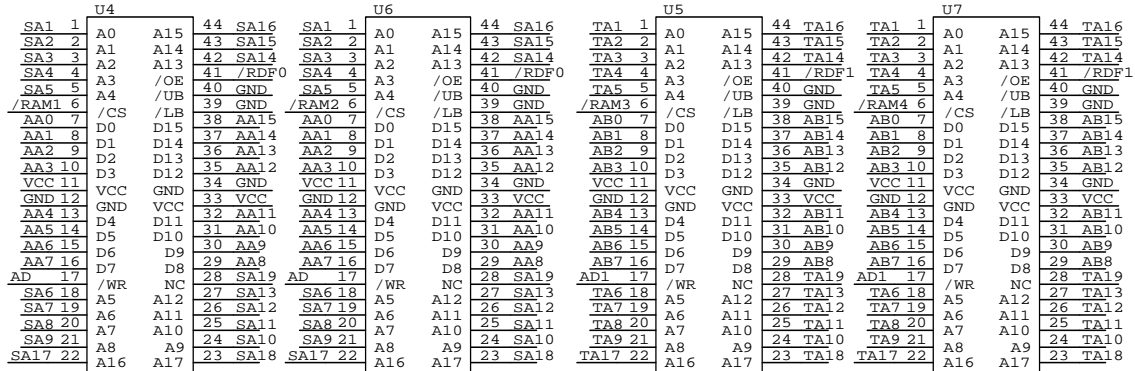 U4 U6 U5 U7
SA1 1 A0 A15 44 SA16 SA1 1 A0 A15 44 SA16 TA1 1 A0 A15 44 TA16 TA1 1 A0 A15 44 TA16
SA2 2 A1 A14 43 SA15 SA2 2 A1 A14 43 SA15 TA2 2 A1 A14 43 TA15 TA2 2 A1 A14 43 TA15
SA3 3 A2 A13 42 SA14 SA3 3 A2 A13 42 SA14 TA3 3 A2 A13 42 TA14 TA3 3 A2 A13 42 TA14
SA4 4 A3 /OE 41 /RDF0 SA4 4 A3 /OE 41 /RDF0 TA4 4 A3 /OE 41 /RDF1 TA4 4 A3 /OE 41 /RDF1
SA5 5 A4 /UB 40 GND SA5 5 A4 /UB 40 GND TA5 5 A4 /UB 40 GND TA5 5 A4 /UB 40 GND
/RAM1 6 /CS /LB 39 GND /RAM2 6 /CS /LB 39 GND /RAM3 6 /CS /LB 39 GND /RAM4 6 /CS /LB 39 GND
AA0 7 D0 D15 38 AA15 AA0 7 D0 D15 38 AA15 AB0 7 D0 D15 38 AB15 AB0 7 D0 D15 38 AB15
AA1 8 D1 D14 37 AA14 AA1 8 D1 D14 37 AA14 AB1 8 D1 D14 37 AB14 AB1 8 D1 D14 37 AB14
AA2 9 D2 D13 36 AA13 AA2 9 D2 D13 36 AA13 AB2 9 D2 D13 36 AB13 AB2 9 D2 D13 36 AB13
AA3 10 D3 D12 35 AA12 AA3 10 D3 D12 35 AA12 AB3 10 D3 D12 35 AB12 AB3 10 D3 D12 35 AB12
VCC 11 VCC GND 34 GND VCC 11 VCC GND 34 GND VCC 11 VCC GND 34 GND VCC 11 VCC GND 34 GND
GND 12 GND VCC 33 VCC GND 12 GND VCC 33 VCC GND 12 GND VCC 33 VCC GND 12 GND VCC 33 VCC
AA4 13 D4 D11 32 AA11 AA4 13 D4 D11 32 AA11 AB4 13 D4 D11 32 AB11 AB4 13 D4 D11 32 AB11
AA5 14 D5 D10 31 AA10 AA5 14 D5 D10 31 AA10 AB5 14 D5 D10 31 AB10 AB5 14 D5 D10 31 AB10
AA6 15 D6 D9 30 AA9 AA6 15 D6 D9 30 AA9 AB6 15 D6 D9 30 AB9 AB6 15 D6 D9 30 AB9
AA7 16 D7 D8 29 AA8 AA7 16 D7 D8 29 AA8 AB7 16 D7 D8 29 AB8 AB7 16 D7 D8 29 AB8
AD 17 /WR NC 28 SA19 AD 17 /WR NC 28 SA19 AD1 17 /WR NC 28 TA19 AD1 17 /WR NC 28 TA19
SA6 18 A5 A12 27 SA13 SA6 18 A5 A12 27 SA13 TA6 18 A5 A12 27 TA13 TA6 18 A5 A12 27 TA13
SA7 19 A6 A11 26 SA12 SA7 19 A6 A11 26 SA12 TA7 19 A6 A11 26 TA12 TA7 19 A6 A11 26 TA12
SA8 20 A7 A10 25 SA11 SA8 20 A7 A10 25 SA11 TA8 20 A7 A10 25 TA11 TA8 20 A7 A10 25 TA11
SA9 21 A8 A9 24 SA10 SA9 21 A8 A9 24 SA10 TA9 21 A8 A9 24 TA10 TA9 21 A8 A9 24 TA10
SA17 22 A16 A17 23 SA18 SA17 22 A16 A17 23 SA18 TA17 22 A16 A17 23 TA18 TA17 22 A16 A17 23 TA18